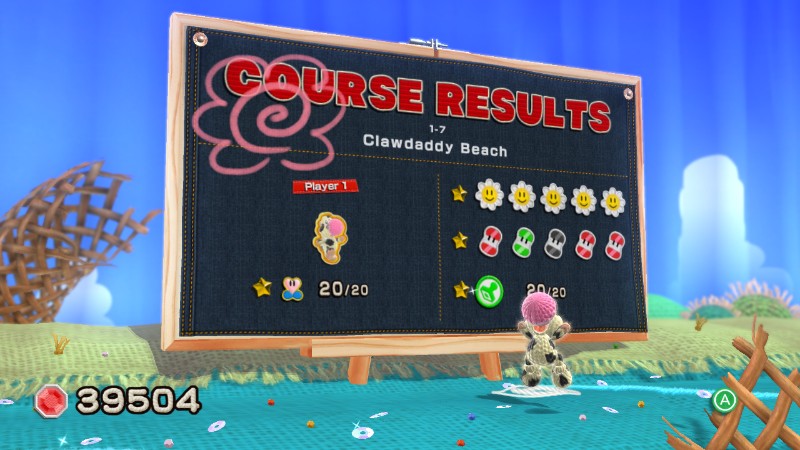 COURSE RESULTS
1-7
Clawdaddy Beach
Player 1
20/20
20/20
39504
A